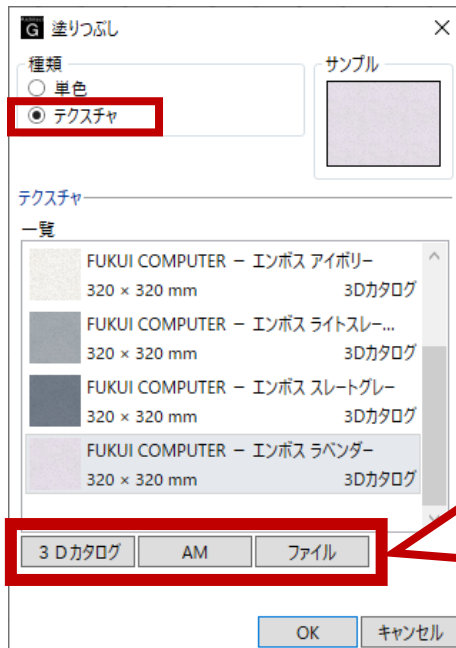 G 塗りつぶし
種類
単色
テクスチャ
サンプル
テクスチャ
一覧
FUKUI COMPUTER － エンボス アイボリー
320 × 320 mm 3Dカタログ
FUKUI COMPUTER － エンボス ライトスレー...
320 × 320 mm 3Dカタログ
FUKUI COMPUTER － エンボス スレートグレー
320 × 320 mm 3Dカタログ
FUKUI COMPUTER － エンボス ラベンダー
320 × 320 mm 3Dカタログ
３Ｄカタログ AM ファイル
OK キャンセル